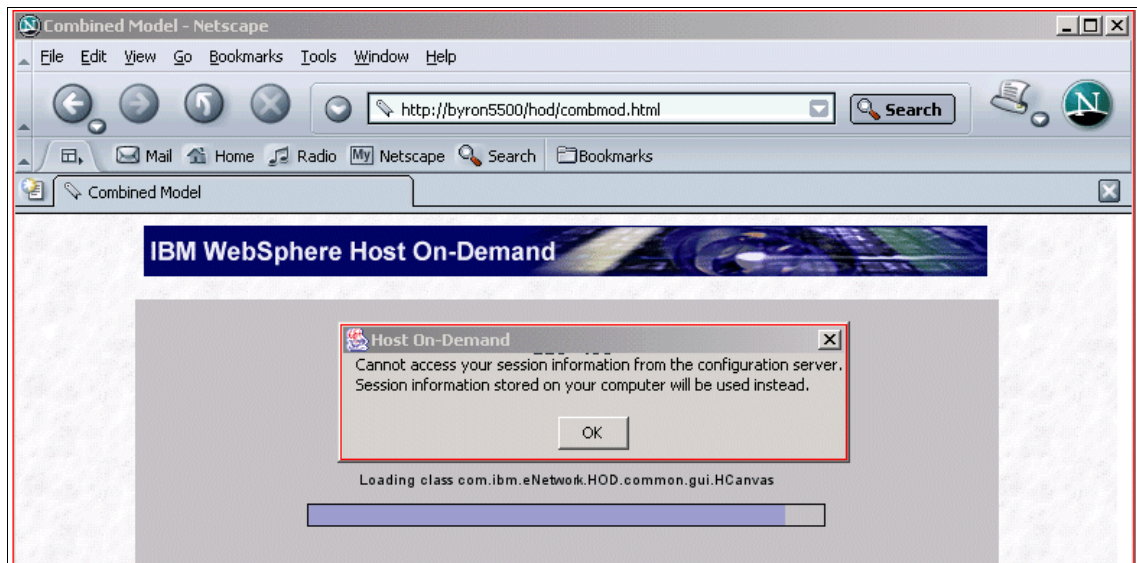 Combined Model - Netscape
File Edit View Go Bookmarks Tools Window Help
http://byron5500/hod/combmod.html
Search
N
Mail Home Radio My Netscape Search Bookmarks
Combined Model
IBM WebSphere Host On-Demand
Host On-Demand
Cannot access your session information from the configuration server.
Session information stored on your computer will be used instead.
OK
Loading class com.ibm.eNetwork.HOD.common.gui.HCanvas